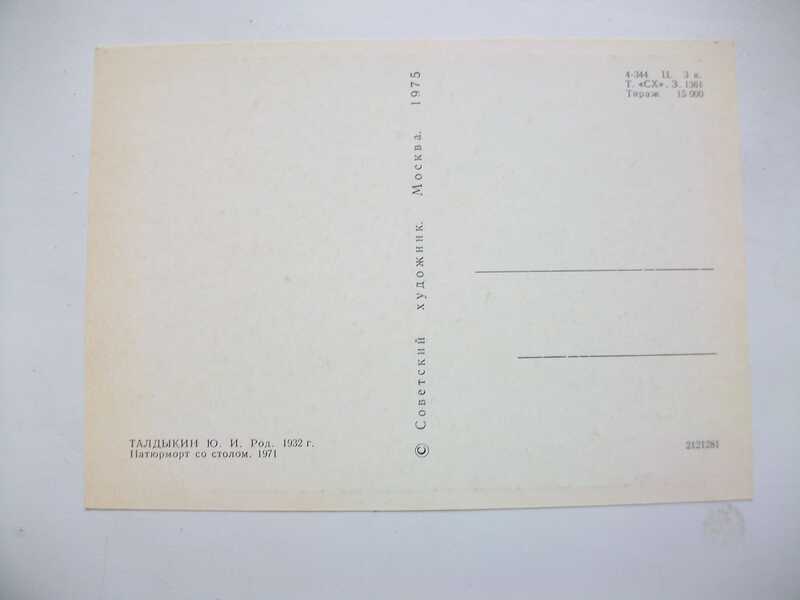 4-344 Ц. 3 к.
Т. «СХ». З. 1361
Тираж 15 000
© Советский художник. Москва. 1975
ТАЛДЫКИН Ю. И. Род. 1932 г.
Натюрморт со столом. 1971
2121281